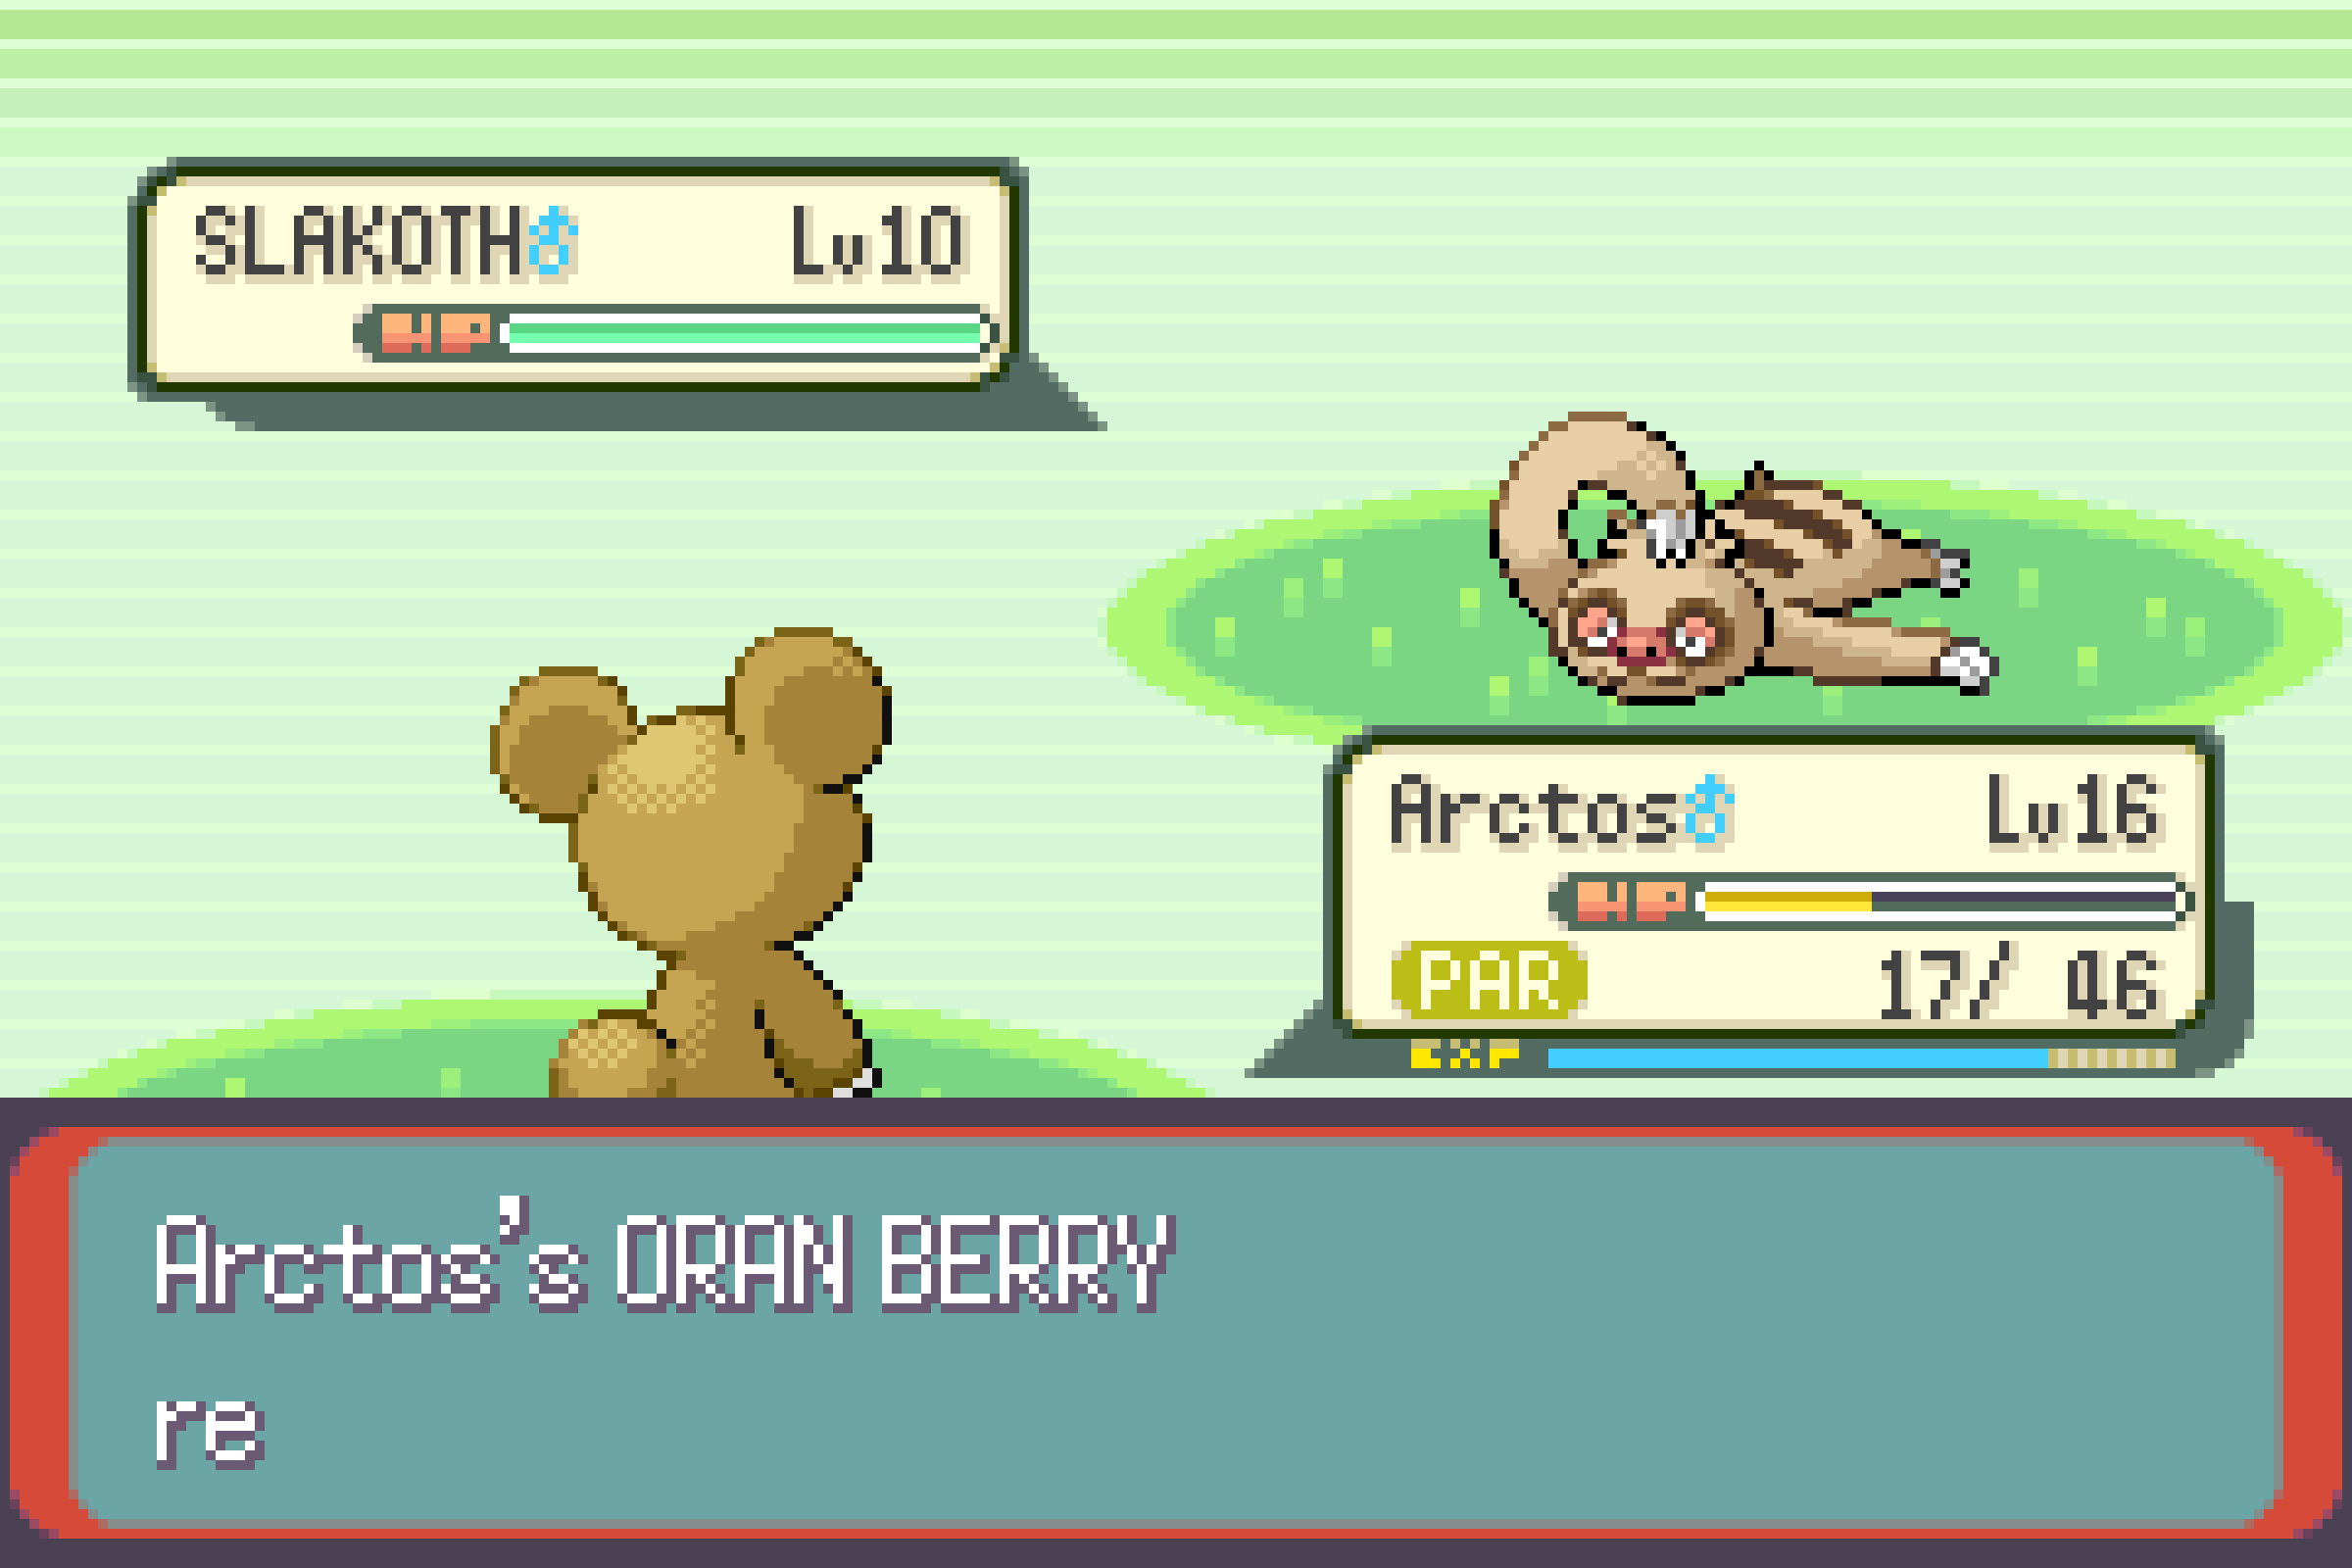 SLAKOTH♂ Lv10
HP
Arctos♂ Lv16
HP
PAR 17/ 46
EXP
Arctos's ORAN BERRY
re